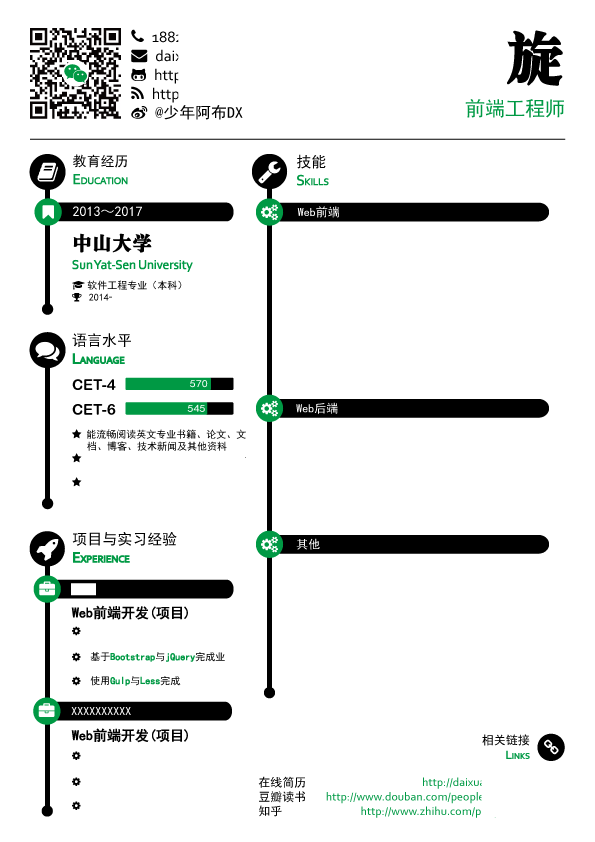 188
daix
http
http
@少年阿布DX
旋
前端工程师
教育经历
EDUCATION
2013～2017
中山大学
Sun Yat-Sen University
软件工程专业（本科）
2014-
语言水平
LANGUAGE
CET-4 570
CET-6 545
能流畅阅读英文专业书籍、论文、文
档、博客、技术新闻及其他资料
项目与实习经验
EXPERIENCE
Web前端开发(项目)
基于Bootstrap与jQuery完成业
使用Gulp与Less完成
XXXXXXXXXX
Web前端开发(项目)
技能
SKILLS
Web前端
Web后端
其他
相关链接
LINKS
在线简历 http://daixu
豆瓣读书 http://www.douban.com/people
知乎 http://www.zhihu.com/p